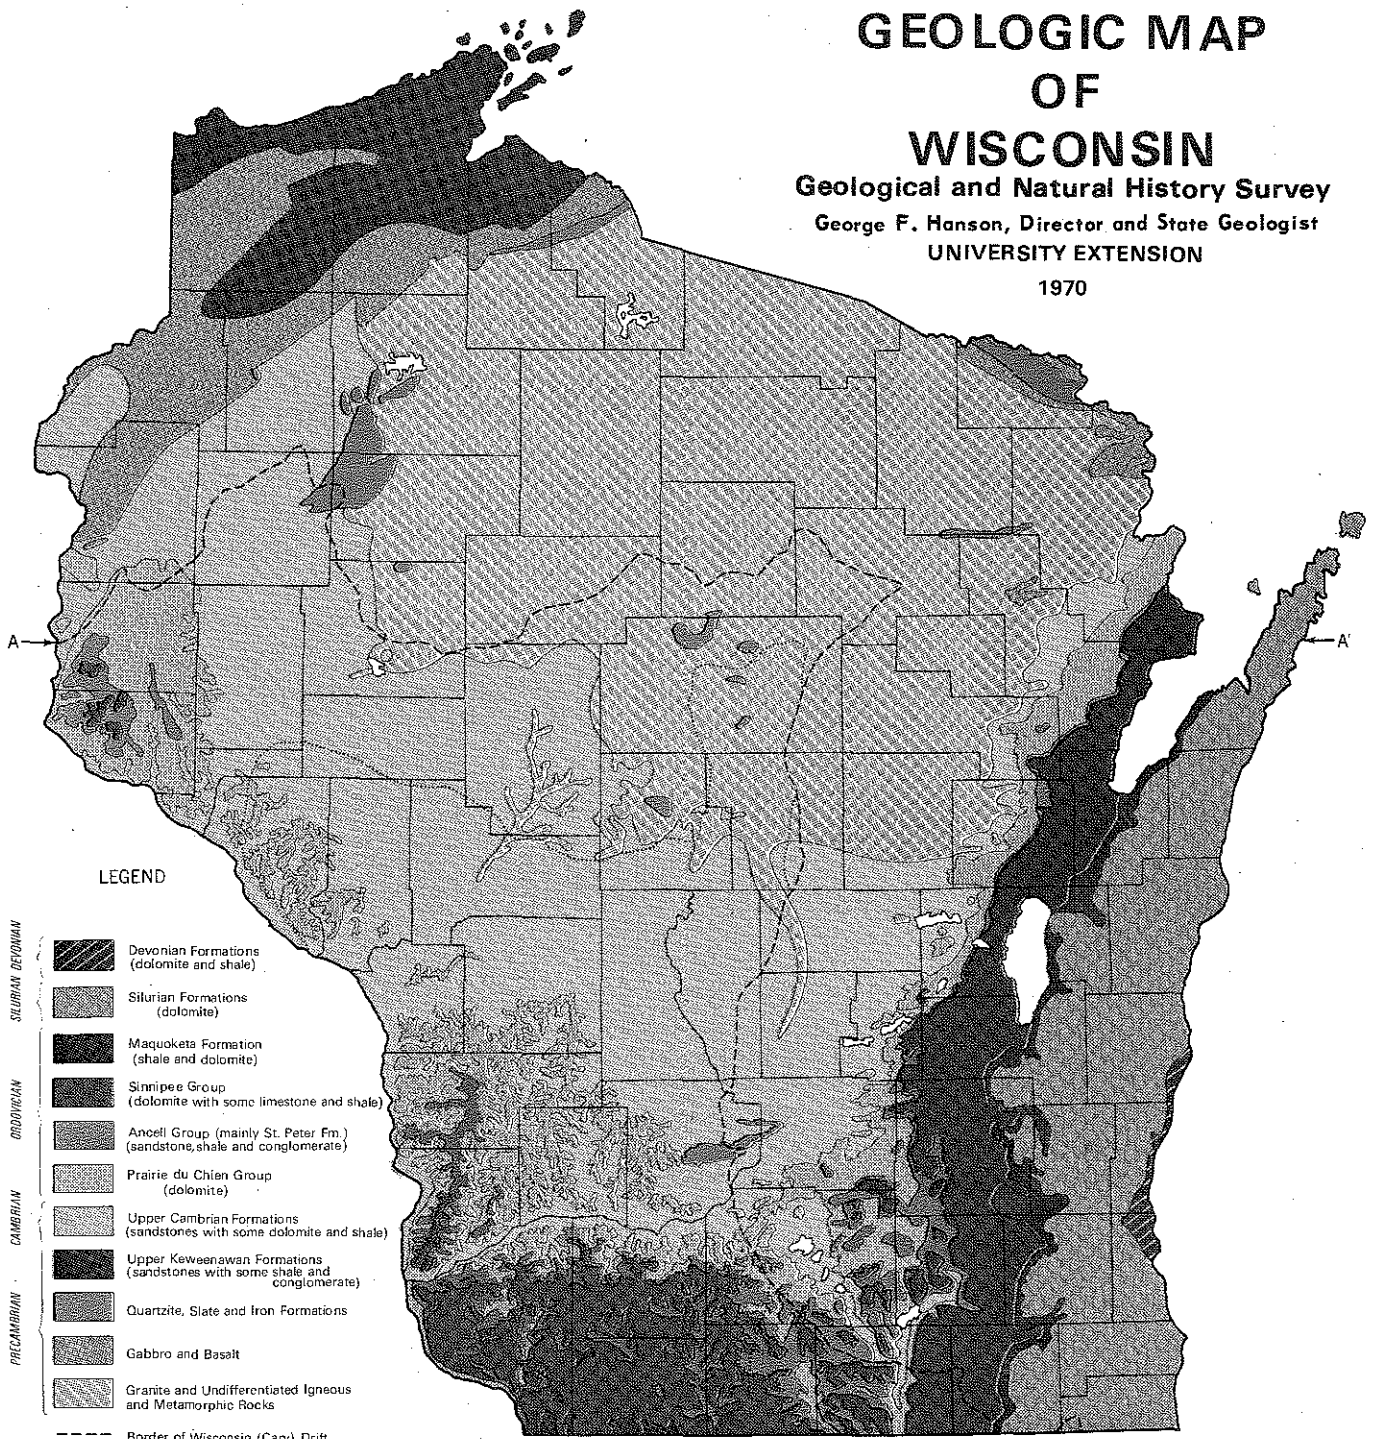 GEOLOGIC MAP
OF
WISCONSIN
Geological and Natural History Survey
George F. Hanson, Director and State Geologist
UNIVERSITY EXTENSION
1970
A
A'
LEGEND
SILURIAN DEVONIAN
Devonian Formations
(dolomite and shale)
Silurian Formations
(dolomite)
ORDOVICIAN
Maquoketa Formation
(shale and dolomite)
Sinnipee Group
(dolomite with some limestone and shale)
Ancell Group (mainly St. Peter Fm.)
(sandstone, shale and conglomerate)
Prairie du Chien Group
(dolomite)
CAMBRIAN
Upper Cambrian Formations
(sandstones with some dolomite and shale)
PRECAMBRIAN
Upper Keweenawan Formations
(sandstones with some shale and
conglomerate)
Quartzite, Slate and Iron Formations
Gabbro and Basalt
Granite and Undifferentiated Igneous
and Metamorphic Rocks
Border of Wisconsin (Cary) Drift